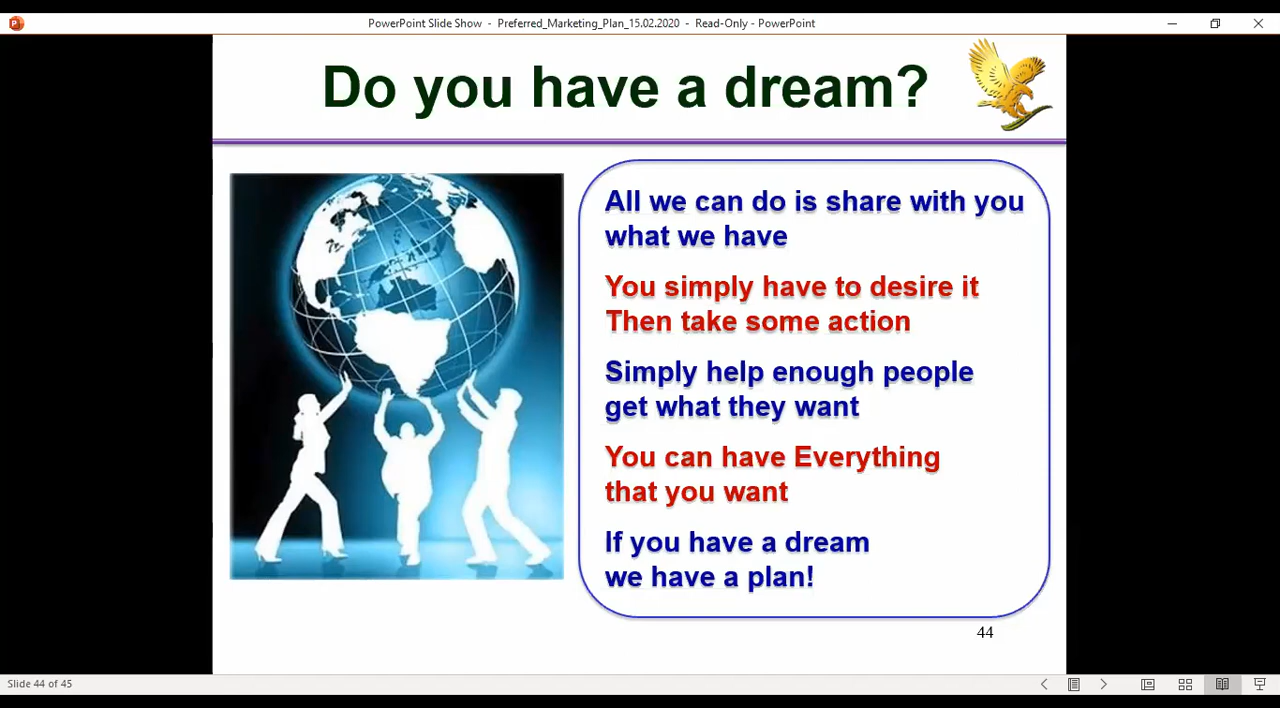 PowerPoint Slide Show - Preferred_Marketing_Plan_15.02.2020 - Read-Only - PowerPoint
Do you have a dream?
All we can do is share with you
what we have
You simply have to desire it
Then take some action
Simply help enough people
get what they want
You can have Everything
that you want
If you have a dream
we have a plan!
44
Slide 44 of 45